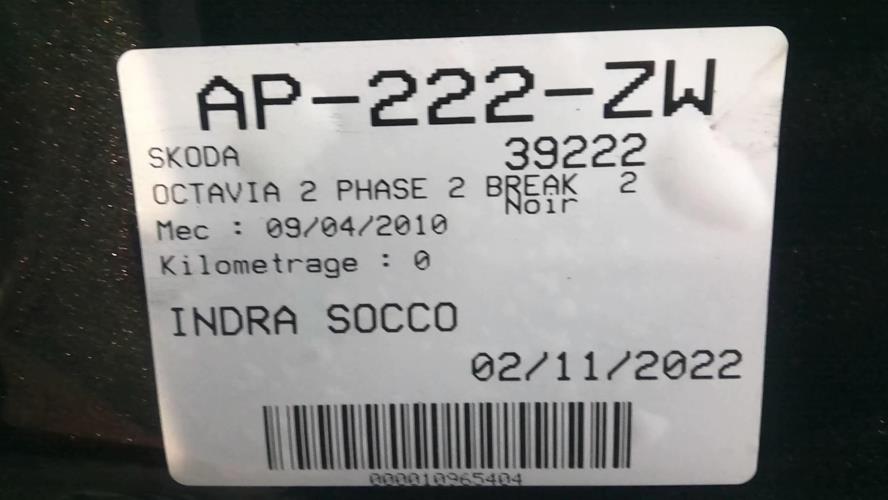 AP-222-ZW
SKODA 39222
OCTAVIA 2 PHASE 2 BREAK 2
Noir
Mec : 09/04/2010
Kilometrage : 0
INDRA SOCCO
02/11/2022
000010965404